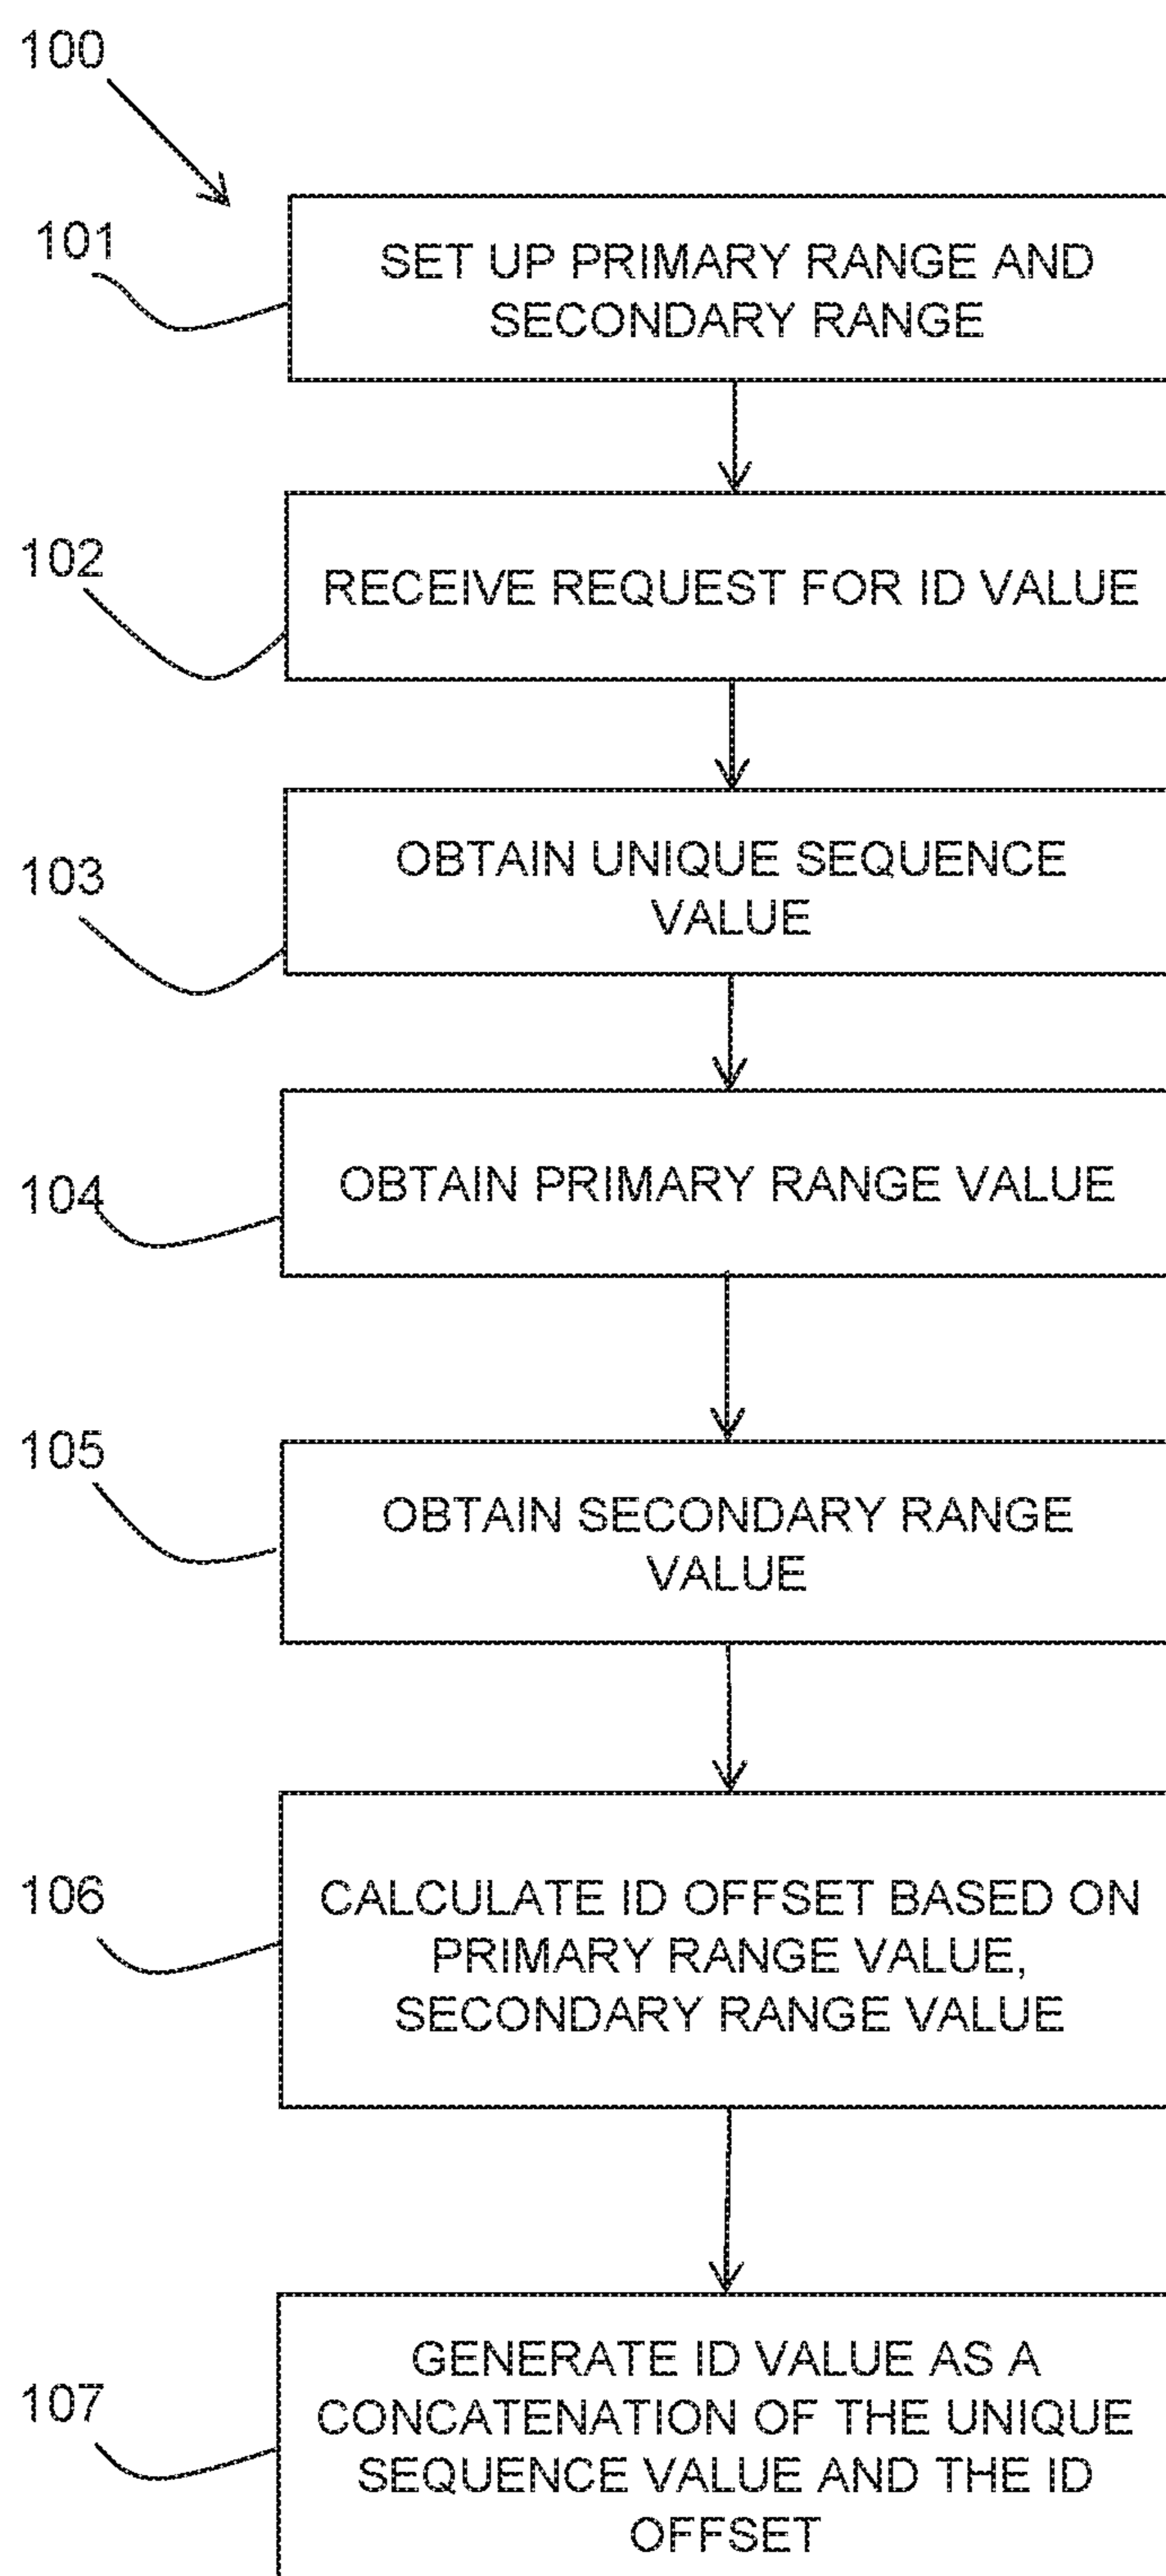 100
101
SET UP PRIMARY RANGE AND
SECONDARY RANGE
102
RECEIVE REQUEST FOR ID VALUE
103
OBTAIN UNIQUE SEQUENCE
VALUE
104
OBTAIN PRIMARY RANGE VALUE
105
OBTAIN SECONDARY RANGE
VALUE
106
CALCULATE ID OFFSET BASED ON
PRIMARY RANGE VALUE,
SECONDARY RANGE VALUE
107
GENERATE ID VALUE AS A
CONCATENATION OF THE UNIQUE
SEQUENCE VALUE AND THE ID
OFFSET